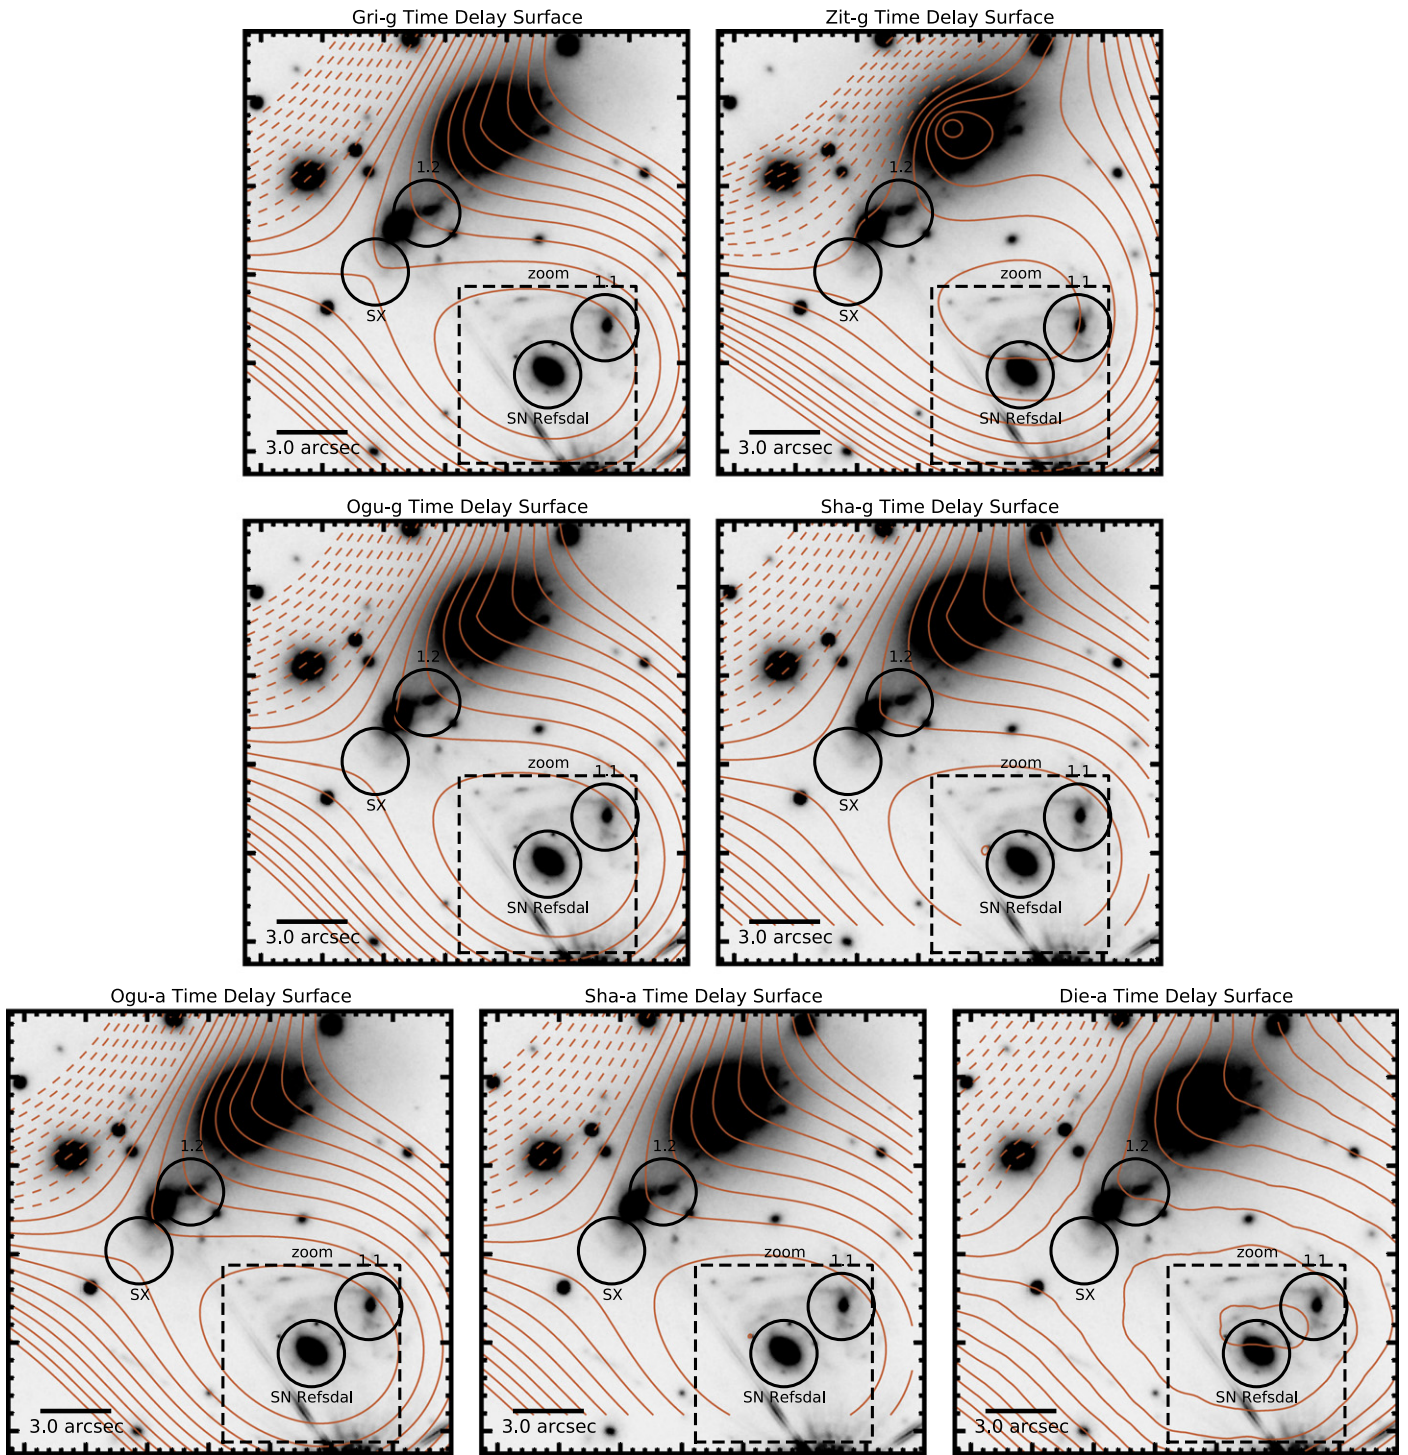 Gri-g Time Delay Surface
1.2
zoom
1.1
SX
SN Refsdal
3.0 arcsec
Zit-g Time Delay Surface
1.2
zoom
1.1
SX
SN Refsdal
3.0 arcsec
Ogu-g Time Delay Surface
1.2
zoom
1.1
SX
SN Refsdal
3.0 arcsec
Sha-g Time Delay Surface
1.2
zoom
1.1
SX
SN Refsdal
3.0 arcsec
Ogu-a Time Delay Surface
1.2
zoom
1.1
SX
SN Refsdal
3.0 arcsec
Sha-a Time Delay Surface
1.2
zoom
1.1
SX
SN Refsdal
3.0 arcsec
Die-a Time Delay Surface
1.2
zoom
1.1
SX
SN Refsdal
3.0 arcsec